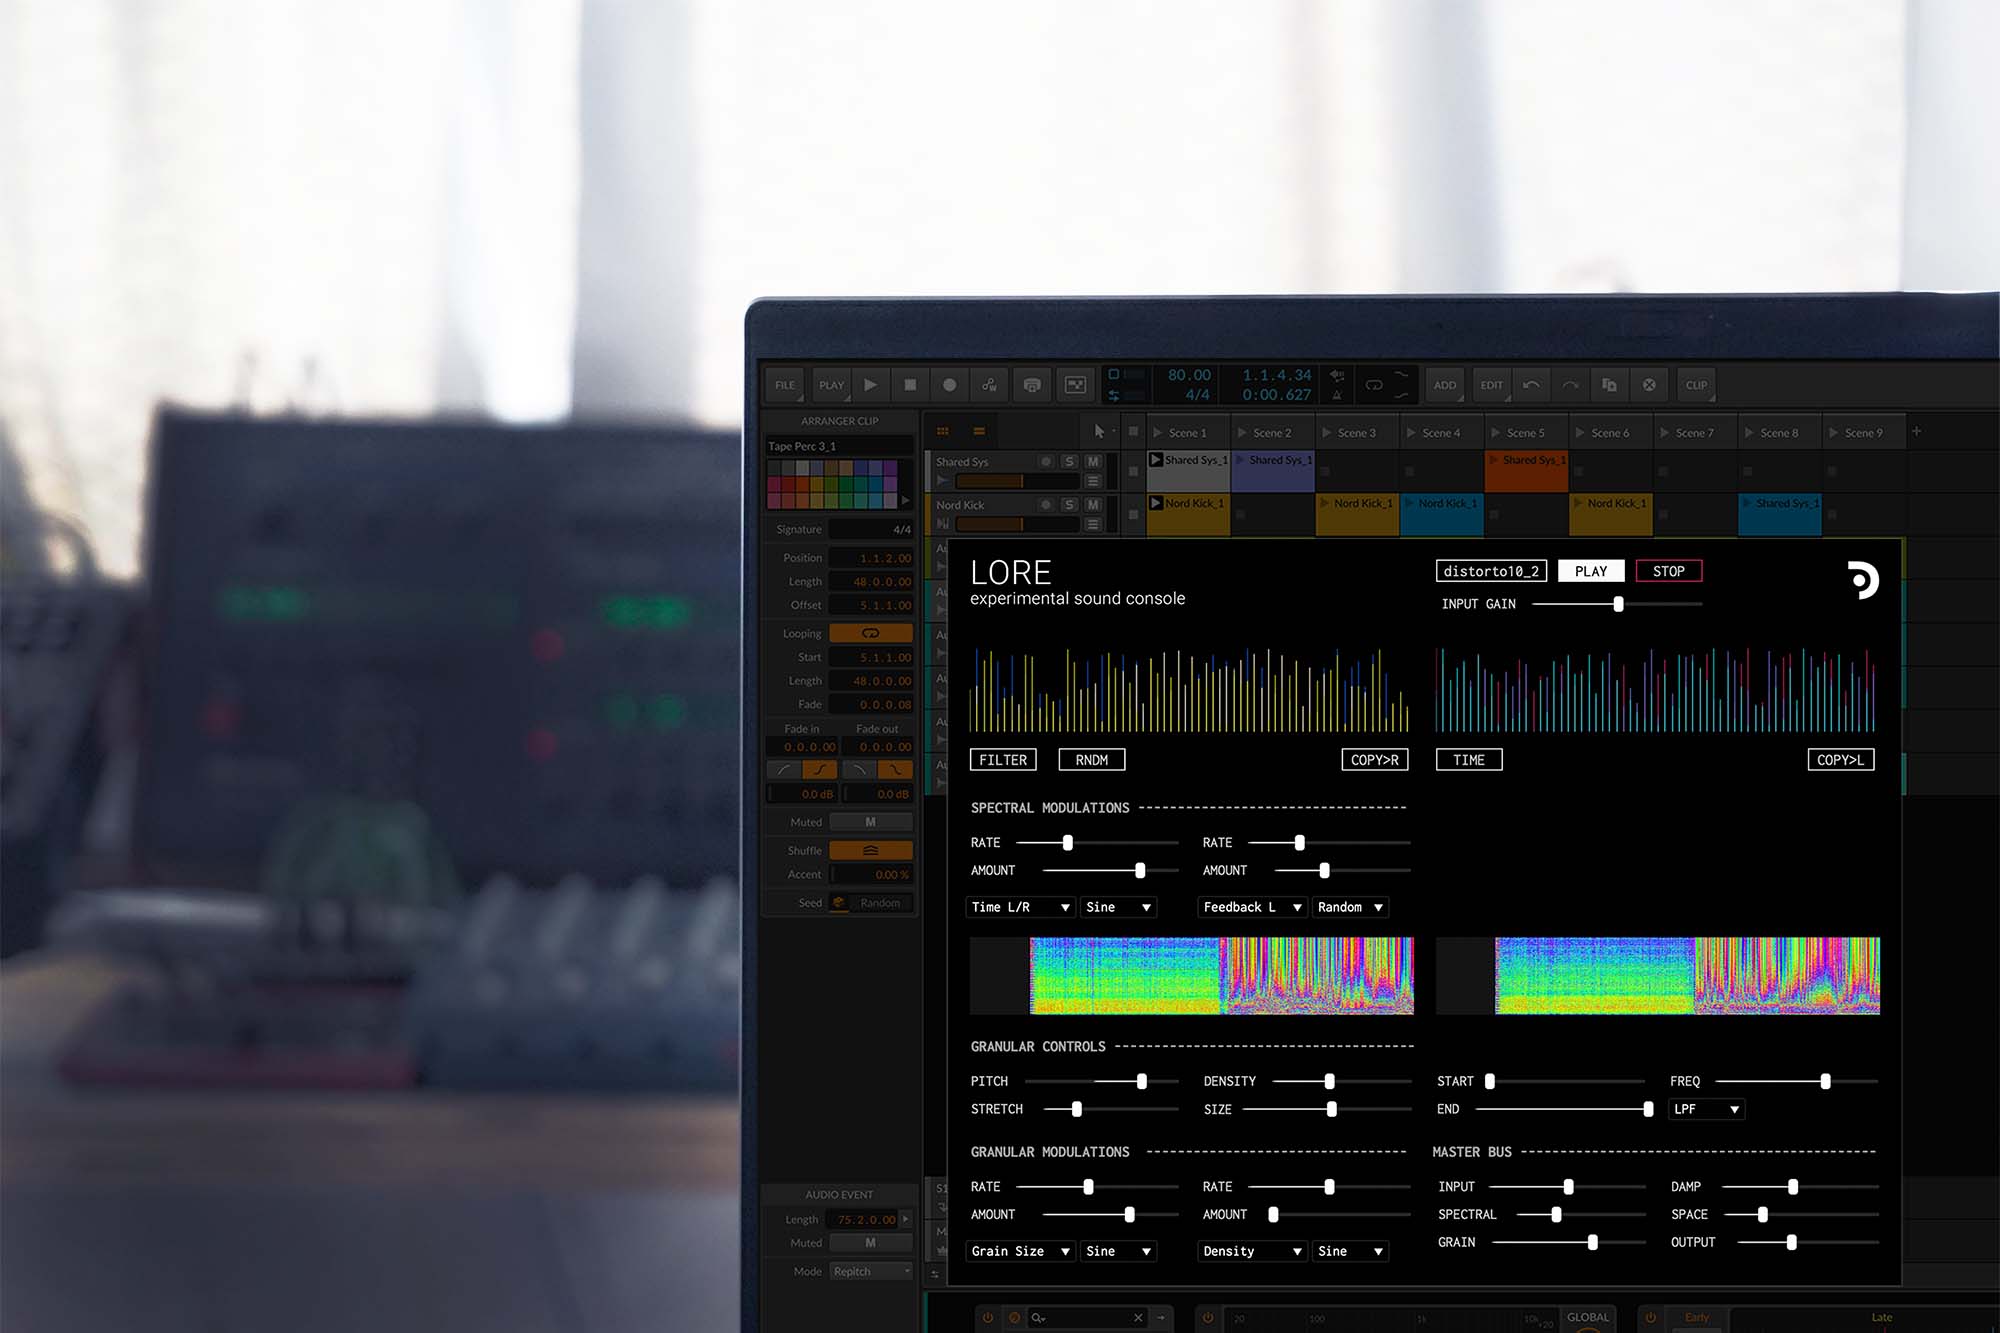 FILE PLAY 80.00 4/4 1.1.4.34 0:00.627 ADD EDIT CLIP
ARRANGER CLIP
Tape Perc 3_1
Signature 4/4
Position 1.1.2.00
Length 48.0.0.00
Offset 5.1.1.00
Looping
Start 5.1.1.00
Length 48.0.0.00
Fade 0.0.0.08
Fade in Fade out
0.0.0.00 0.0.0.00
0.0 dB 0.0 dB
Muted M
Shuffle
Accent 0.00 %
Seed Random
AUDIO EVENT
Length 75.2.0.00
Muted M
Mode Repitch
Scene 1 Scene 2 Scene 3 Scene 4 Scene 5 Scene 6 Scene 7 Scene 8 Scene 9 +
Shared Sys S M Shared Sys_1 Shared Sys_1 Shared Sys_1
Nord Kick S M Nord Kick_1 Nord Kick_1 Nord Kick_1 Nord Kick_1 Shared Sys_1
LORE
experimental sound console
distorto10_2 PLAY STOP
INPUT GAIN
FILTER RNDM COPY>R TIME COPY>L
SPECTRAL MODULATIONS
RATE RATE
AMOUNT AMOUNT
Time L/R Sine Feedback L Random
GRANULAR CONTROLS
PITCH DENSITY START FREQ
STRETCH SIZE END LPF
GRANULAR MODULATIONS MASTER BUS
RATE RATE INPUT DAMP
AMOUNT AMOUNT SPECTRAL SPACE
GRAIN OUTPUT
Grain Size Sine Density Sine
20 100 1k 10k +20 GLOBAL Early Late